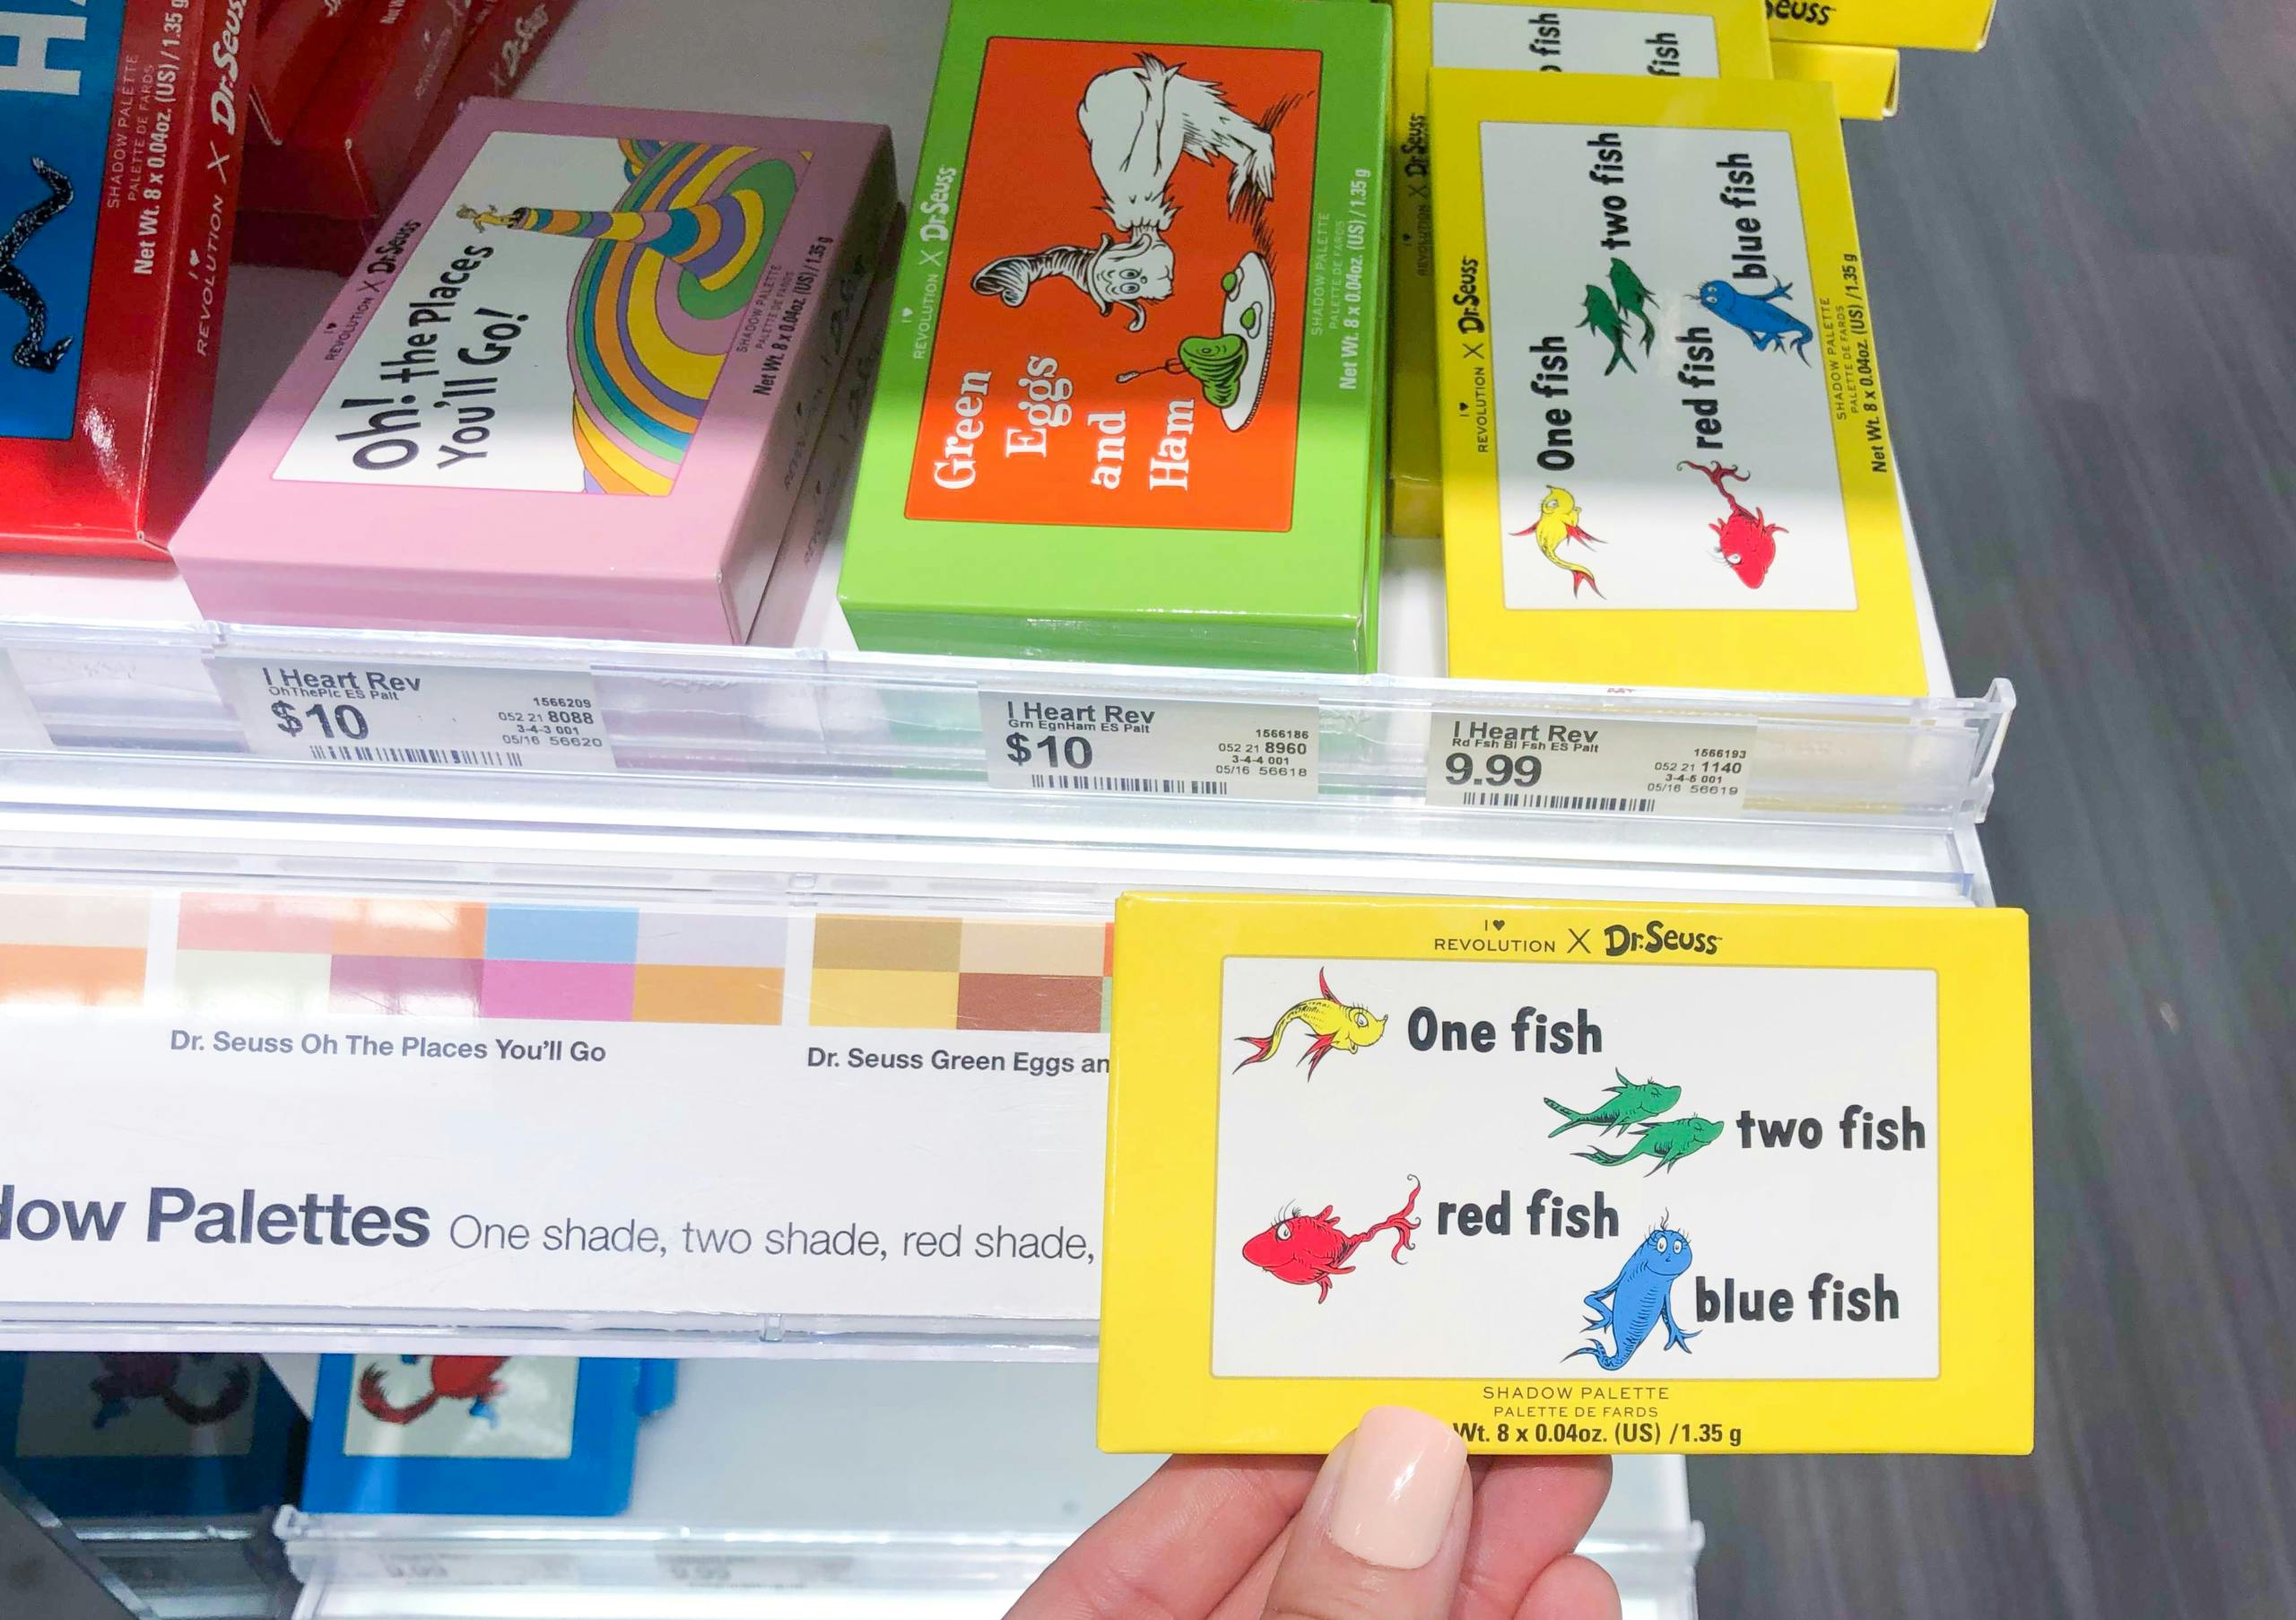 SHADOW PALETTE
PALETTE DE FARDS
Net Wt. 8 x 0.04oz. (US) / 1.35 g
I ♥
REVOLUTION X Dr. Seuss
I ♥
REVOLUTION X Dr. Seuss
Oh! the Places
You'll Go!
SHADOW PALETTE
PALETTE DE FARDS
Net Wt. 8 x 0.04oz. (US) / 1.35 g
I ♥
REVOLUTION X Dr. Seuss
Green
Eggs
and
Ham
SHADOW PALETTE
PALETTE DE FARDS
Net Wt. 8 x 0.04oz. (US) / 1.35 g
fish
fish
Seuss
I ♥
REVOLUTION X Dr. Seuss
I ♥
REVOLUTION X Dr. Seuss
One fish
two fish
red fish
blue fish
SHADOW PALETTE
PALETTE DE FARDS
Net Wt. 8 x 0.04oz. (US) / 1.35 g
I Heart Rev
OhThePlc ES Palt
$10
1566209
052 21 8088
3-4-3 001
05/16 56620
I Heart Rev
Grn EgnHam ES Palt
$10
1566186
052 21 8960
3-4-4 001
05/16 56618
I Heart Rev
Rd Fsh Bl Fsh ES Palt
9.99
1566193
052 21 1140
3-4-5 001
05/16 56619
Dr. Seuss Oh The Places You'll Go
Dr. Seuss Green Eggs an
dow Palettes One shade, two shade, red shade,
I ♥
REVOLUTION X Dr. Seuss
One fish
two fish
red fish
blue fish
SHADOW PALETTE
PALETTE DE FARDS
Wt. 8 x 0.04oz. (US) / 1.35 g